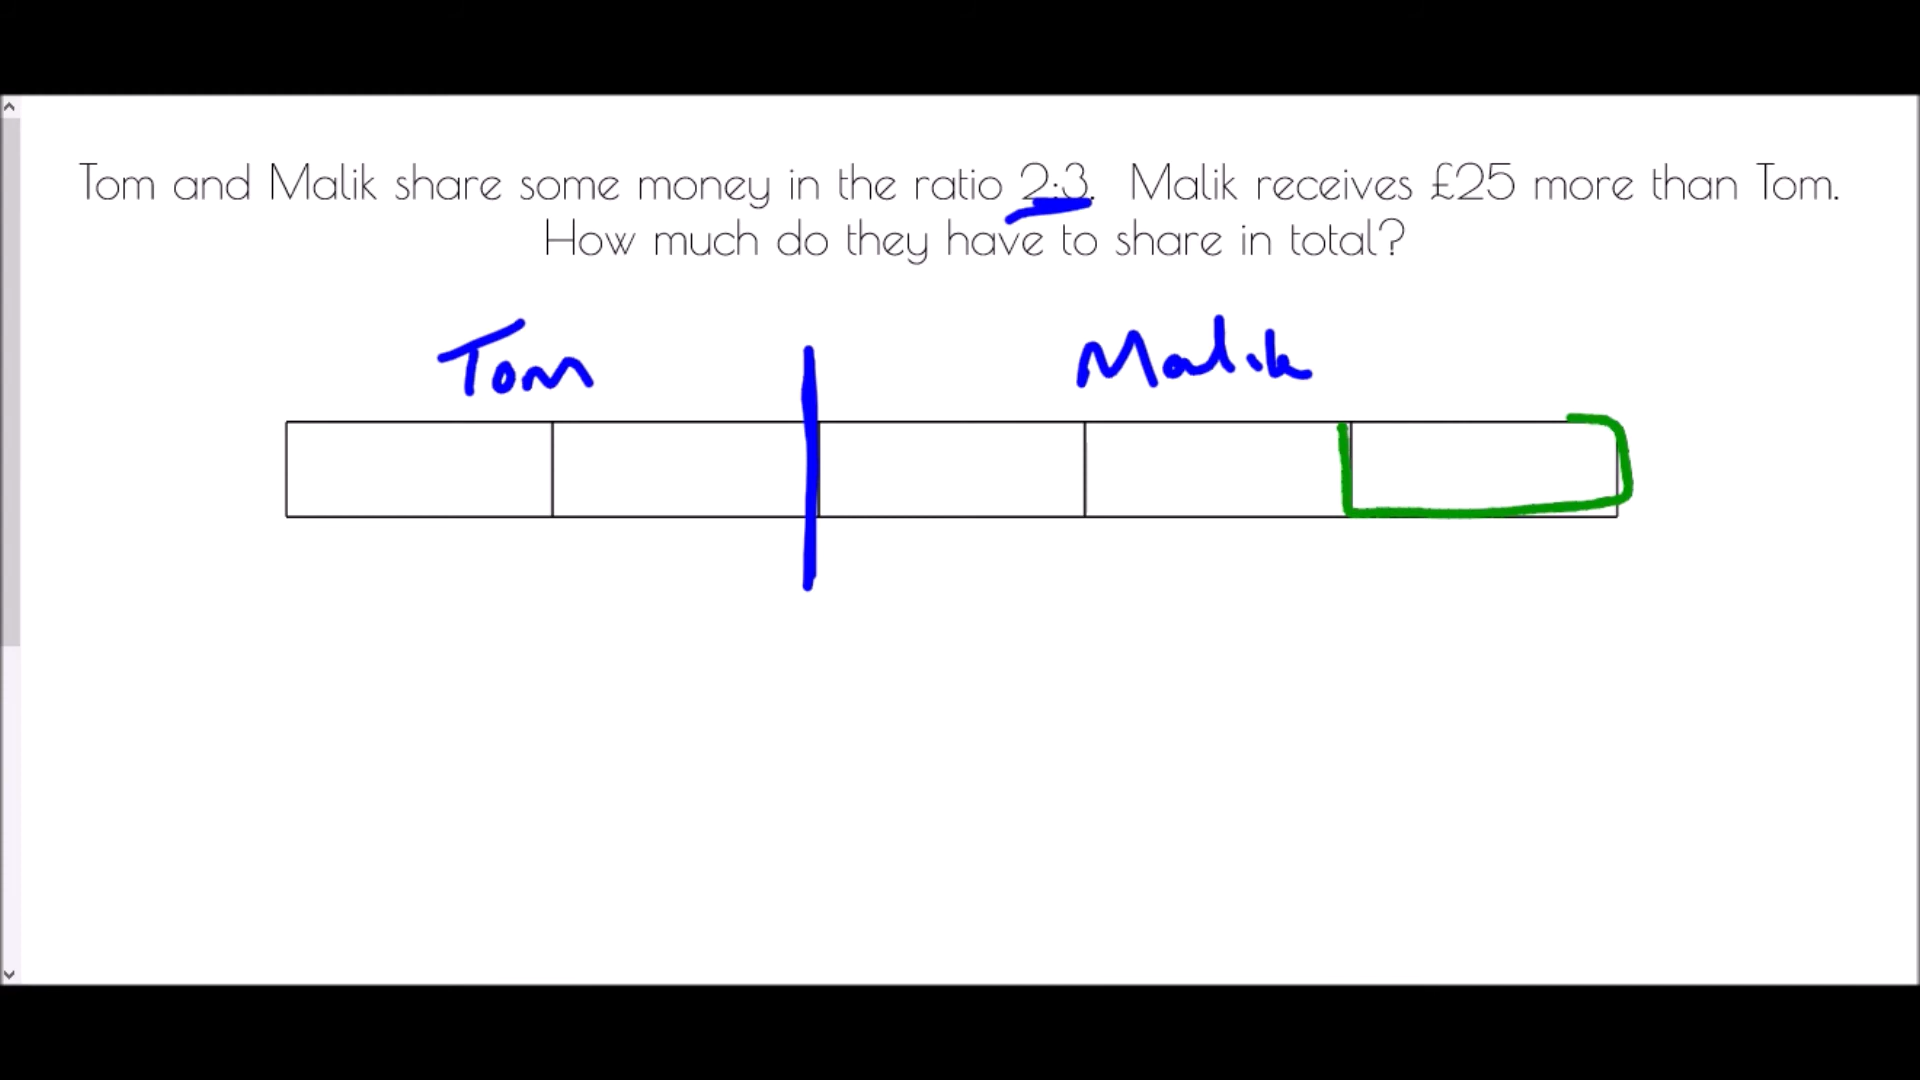 Tom and Malik share some money in the ratio 2:3. Malik receives £25 more than Tom.
How much do they have to share in total?
Tom Malik